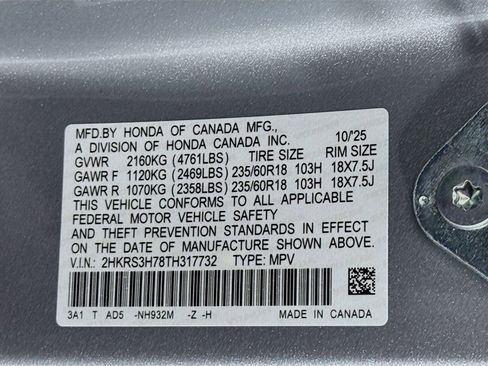 MFD.BY HONDA OF CANADA MFG.,
A DIVISION OF HONDA CANADA INC. 10/25
GVWR 2160KG (4761LBS) TIRE SIZE RIM SIZE
GAWR F 1120KG (2469LBS) 235/60R18 103H 18X7.5J
GAWR R 1070KG (2358LBS) 235/60R18 103H 18X7.5J
THIS VEHICLE CONFORMS TO ALL APPLICABLE
FEDERAL MOTOR VEHICLE SAFETY
AND THEFT PREVENTION STANDARDS IN EFFECT
ON THE DATE OF MANUFACTURE SHOWN ABOVE.
V.I.N.: 2HKRS3H78TH317732 TYPE: MPV
3A1 T AD5 -NH932M -Z -H MADE IN CANADA